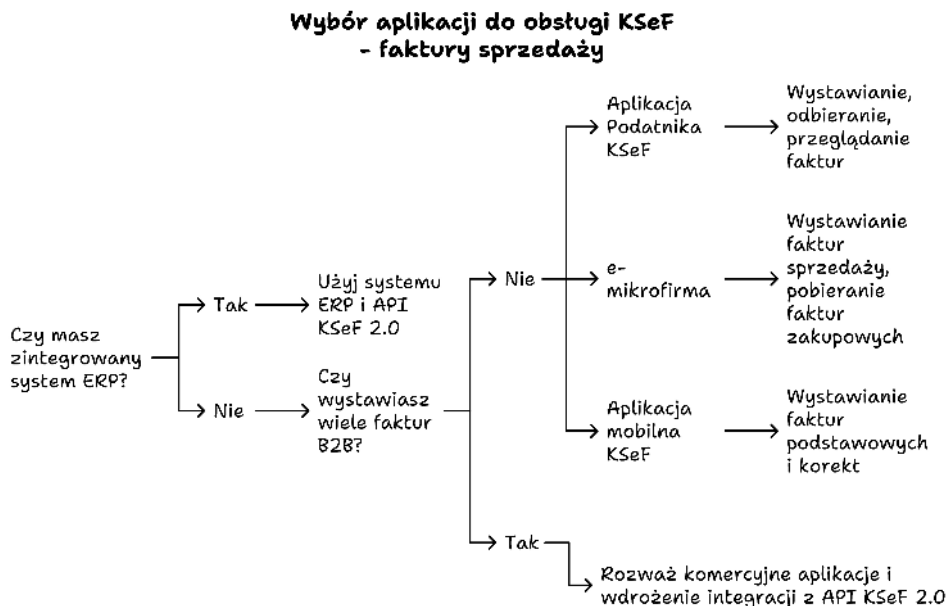 Wybór aplikacji do obsługi KSeF
- faktury sprzedaży
Czy masz
zintegrowany
system ERP?
Tak
Użyj systemu
ERP i API
KSeF 2.0
Nie
Czy
wystawiasz
wiele faktur
B2B?
Nie
Aplikacja
Podatnika
KSeF
Wystawianie,
odbieranie,
przeglądanie
faktur
e-
mikrofirma
Wystawianie
faktur
sprzedaży,
pobieranie
faktur
zakupowych
Aplikacja
mobilna
KSeF
Wystawianie
faktur
podstawowych
i korekt
Tak
Rozważ komercyjne aplikacje i
wdrożenie integracji z API KSeF 2.0